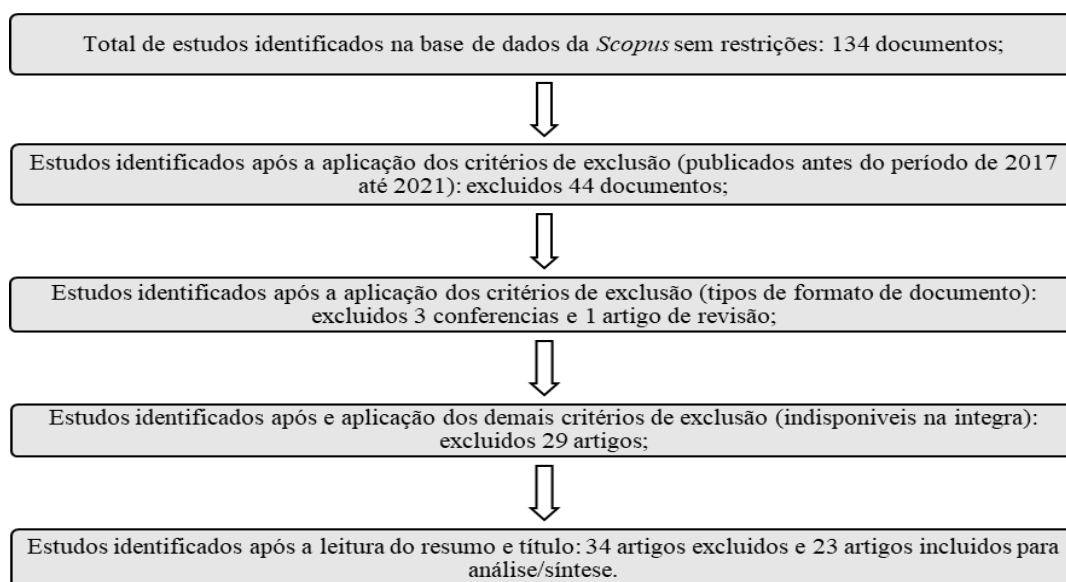 Total de estudos identificados na base de dados da Scopus sem restrições: 134 documentos;
Estudos identificados após a aplicação dos critérios de exclusão (publicados antes do período de 2017
até 2021): excluidos 44 documentos;
Estudos identificados após a aplicação dos critérios de exclusão (tipos de formato de documento):
excluidos 3 conferencias e 1 artigo de revisão;
Estudos identificados após e aplicação dos demais critérios de exclusão (indisponiveis na integra):
excluidos 29 artigos;
Estudos identificados após a leitura do resumo e título: 34 artigos excluidos e 23 artigos incluidos para
análise/síntese.